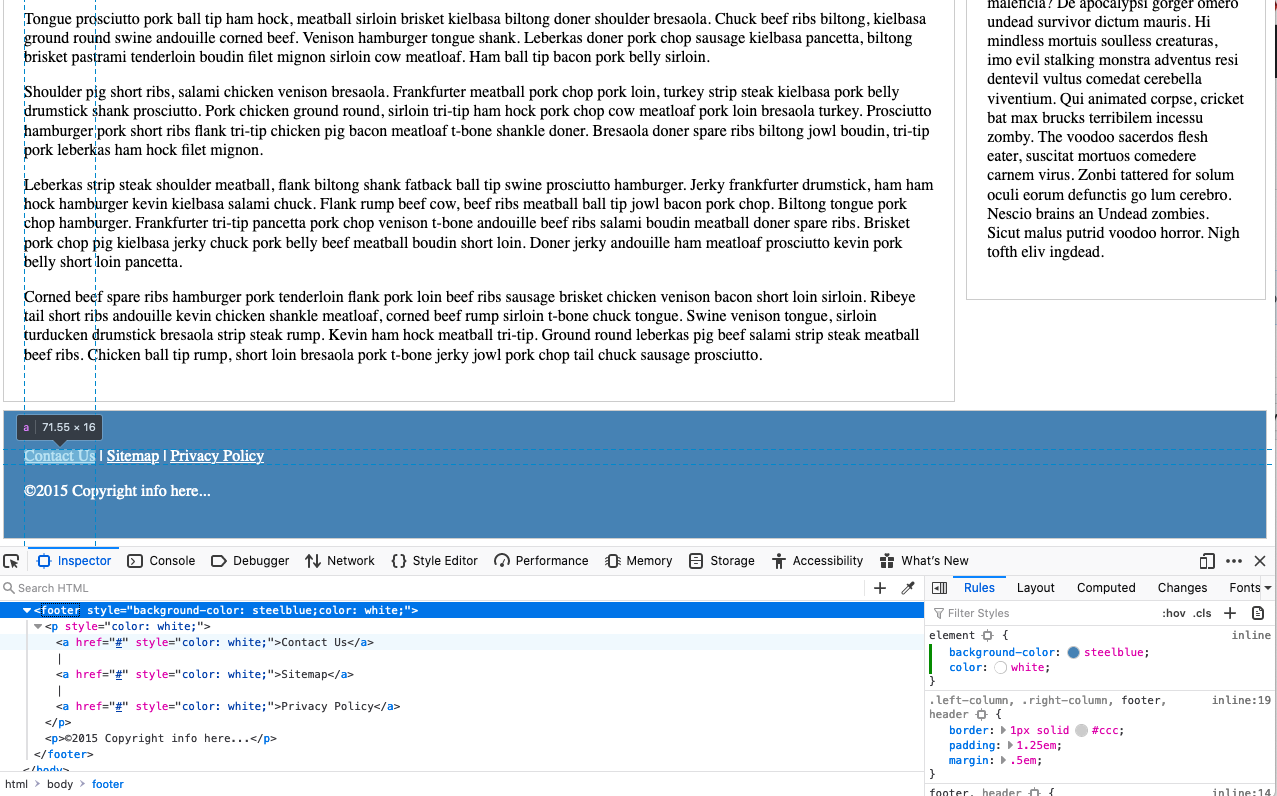 Tongue prosciutto pork ball tip ham hock, meatball sirloin brisket kielbasa biltong doner shoulder bresaola. Chuck beef ribs biltong, kielbasa
ground round swine andouille corned beef. Venison hamburger tongue shank. Leberkas doner pork chop sausage kielbasa pancetta, biltong
brisket pastrami tenderloin boudin filet mignon sirloin cow meatloaf. Ham ball tip bacon pork belly sirloin.
Shoulder pig short ribs, salami chicken venison bresaola. Frankfurter meatball pork chop pork loin, turkey strip steak kielbasa pork belly
drumstick shank prosciutto. Pork chicken ground round, sirloin tri-tip ham hock pork chop cow meatloaf pork loin bresaola turkey. Prosciutto
hamburger pork short ribs flank tri-tip chicken pig bacon meatloaf t-bone shankle doner. Bresaola doner spare ribs biltong jowl boudin, tri-tip
pork leberkas ham hock filet mignon.
Leberkas strip steak shoulder meatball, flank biltong shank fatback ball tip swine prosciutto hamburger. Jerky frankfurter drumstick, ham ham
hock hamburger kevin kielbasa salami chuck. Flank rump beef cow, beef ribs meatball ball tip jowl bacon pork chop. Biltong tongue pork
chop hamburger. Frankfurter tri-tip pancetta pork chop venison t-bone andouille beef ribs salami boudin meatball doner spare ribs. Brisket
pork chop pig kielbasa jerky chuck pork belly beef meatball boudin short loin. Doner jerky andouille ham meatloaf prosciutto kevin pork
belly short loin pancetta.
Corned beef spare ribs hamburger pork tenderloin flank pork loin beef ribs sausage brisket chicken venison bacon short loin sirloin. Ribeye
tail short ribs andouille kevin chicken shankle meatloaf, corned beef rump sirloin t-bone chuck tongue. Swine venison tongue, sirloin
turducken drumstick bresaola strip steak rump. Kevin ham hock meatball tri-tip. Ground round leberkas pig beef salami strip steak meatball
beef ribs. Chicken ball tip rump, short loin bresaola pork t-bone jerky jowl pork chop tail chuck sausage prosciutto.
maleficia? De apocalypsi gorger omero
undead survivor dictum mauris. Hi
mindless mortuis soulless creaturas,
imo evil stalking monstra adventus resi
dentevil vultus comedat cerebella
viventium. Qui animated corpse, cricket
bat max brucks terribilem incessu
zomby. The voodoo sacerdos flesh
eater, suscitat mortuos comedere
carnem virus. Zonbi tattered for solum
oculi eorum defunctis go lum cerebro.
Nescio brains an Undead zombies.
Sicut malus putrid voodoo horror. Nigh
tofth eliv ingdead.
a | 71.55 × 16
Contact Us | Sitemap | Privacy Policy
©2015 Copyright info here...
Inspector Console Debugger Network {} Style Editor Performance Memory Storage Accessibility What's New
Search HTML
<footer style="background-color: steelblue;color: white;">
<p style="color: white;">
<a href="#" style="color: white;">Contact Us</a>
|
<a href="#" style="color: white;">Sitemap</a>
|
<a href="#" style="color: white;">Privacy Policy</a>
</p>
<p>©2015 Copyright info here...</p>
</footer>
</body>
html > body > footer
Rules Layout Computed Changes Fonts
Filter Styles :hov .cls
element { inline
background-color: steelblue;
color: white;
}
.left-column, .right-column, footer, inline:19
header {
border: 1px solid #ccc;
padding: 1.25em;
margin: .5em;
}
footer, header { inline:14